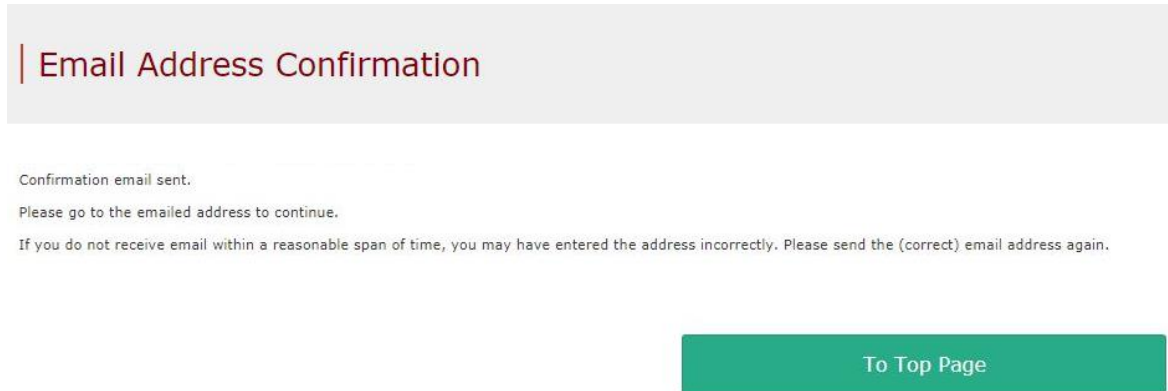 Email Address Confirmation
Confirmation email sent.
Please go to the emailed address to continue.
If you do not receive email within a reasonable span of time, you may have entered the address incorrectly. Please send the (correct) email address again.
To Top Page